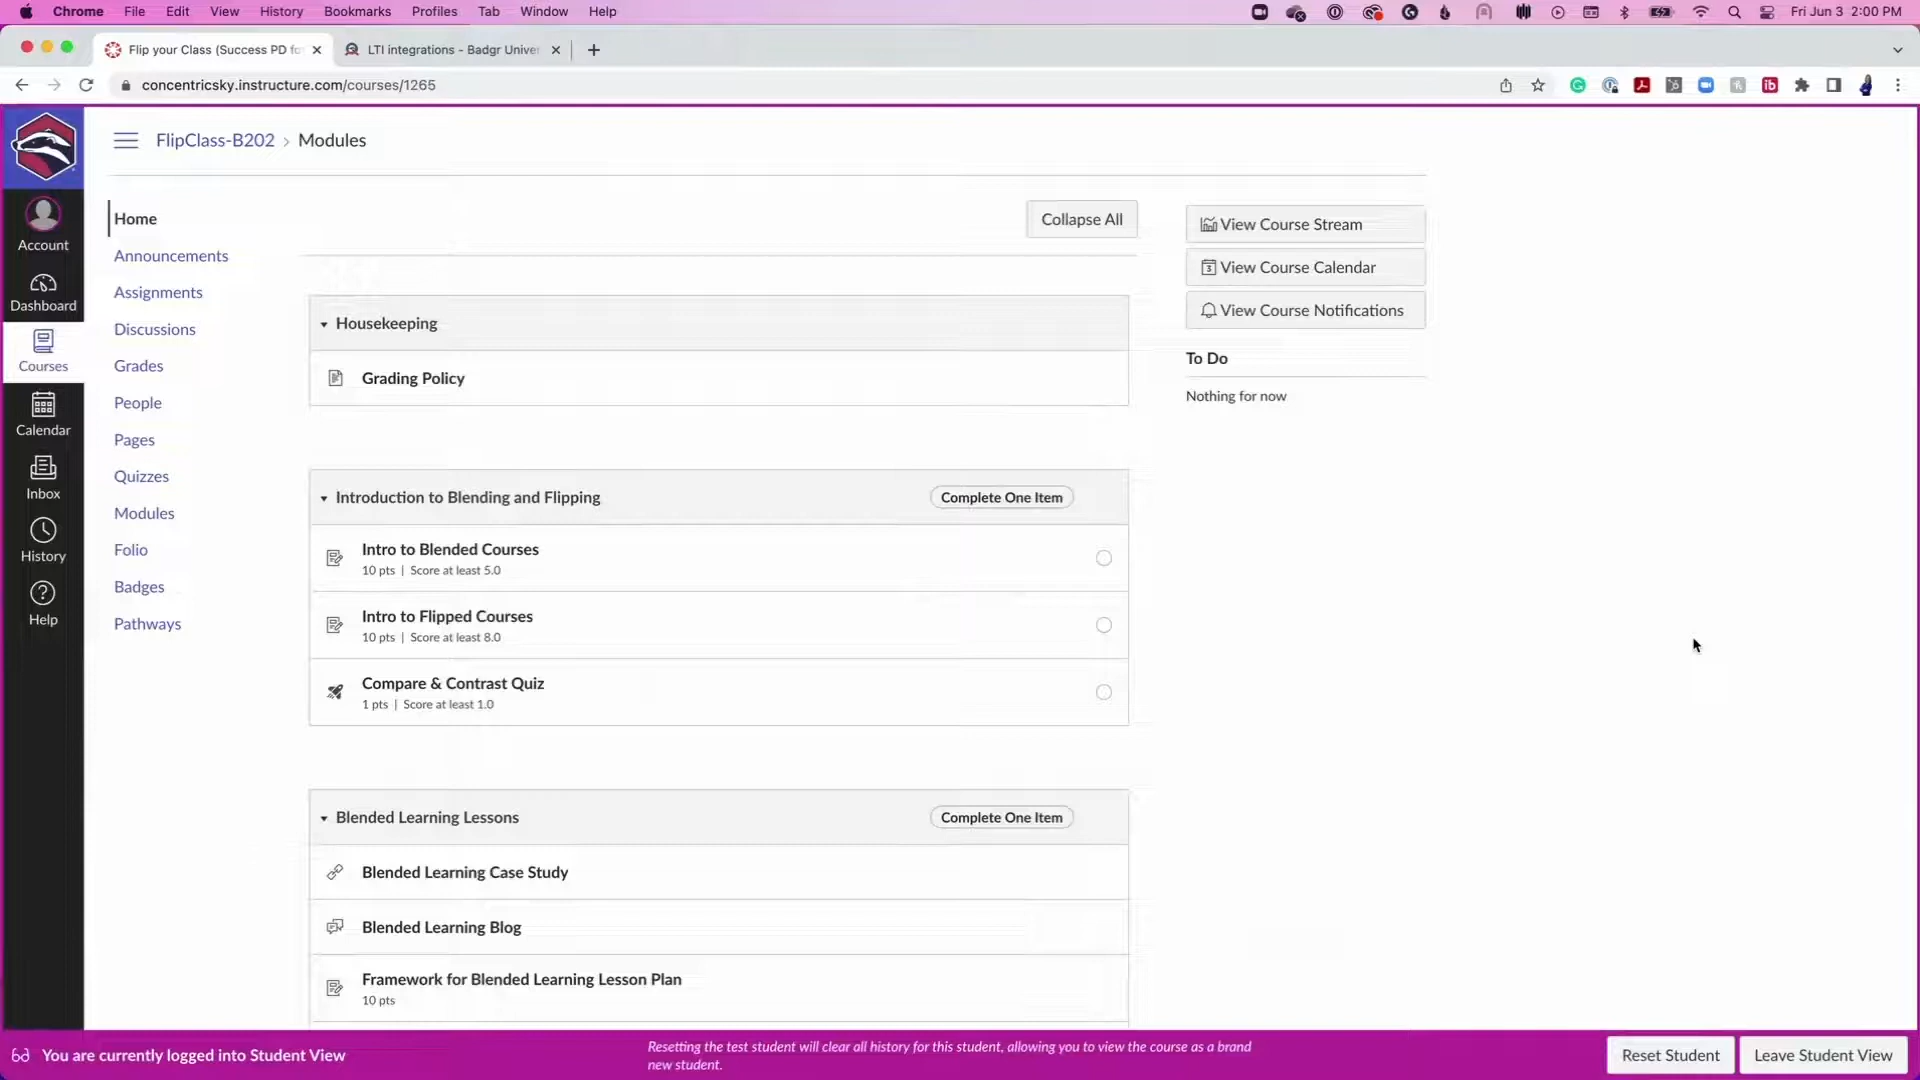 Chrome File Edit View History Bookmarks Profiles Tab Window Help
Fri Jun 3 2:00 PM
Flip your Class (Success PD fo
LTI integrations - Badgr Univer
concentricsky.instructure.com/courses/1265
FlipClass-B202 > Modules
Account
Dashboard
Courses
Calendar
Inbox
History
Help
Home
Announcements
Assignments
Discussions
Grades
People
Pages
Quizzes
Modules
Folio
Badges
Pathways
Collapse All
Housekeeping
Grading Policy
Introduction to Blending and Flipping
Complete One Item
Intro to Blended Courses
10 pts | Score at least 5.0
Intro to Flipped Courses
10 pts | Score at least 8.0
Compare & Contrast Quiz
1 pts | Score at least 1.0
Blended Learning Lessons
Complete One Item
Blended Learning Case Study
Blended Learning Blog
Framework for Blended Learning Lesson Plan
10 pts
View Course Stream
View Course Calendar
View Course Notifications
To Do
Nothing for now
You are currently logged into Student View
Resetting the test student will clear all history for this student, allowing you to view the course as a brand
new student.
Reset Student
Leave Student View